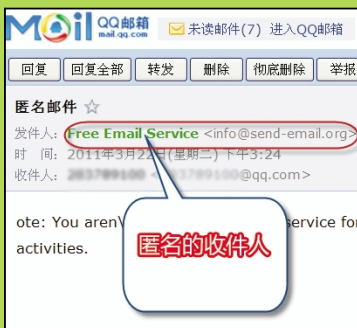 MAiL QQ邮箱 mail.qq.com 未读邮件(7) 进入QQ邮箱
回复 回复全部 转发 删除 彻底删除 举报
匿名邮件 ☆
发件人: Free Email Service <info@send-email.org>
时 间: 2011年3月22日(星期二) 下午3:24
收件人: @qq.com>
ote: You aren\ service for
activities.
匿名的收件人